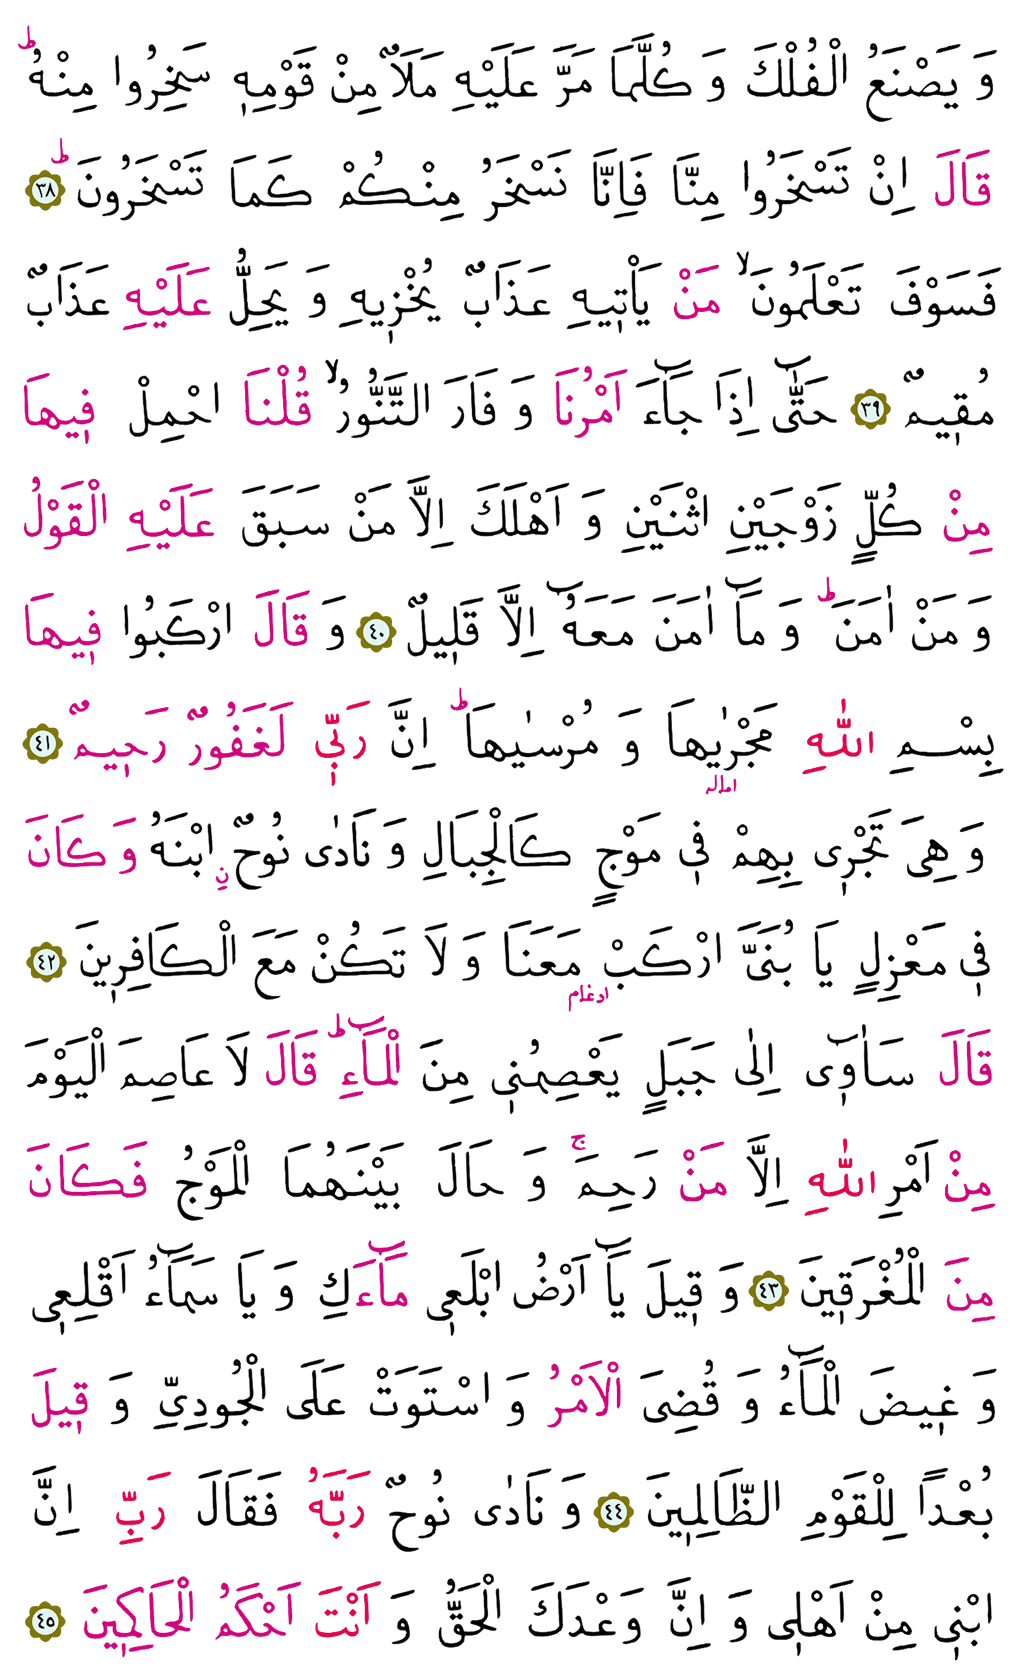 وَ يَصْنَعُ الْفُلْكَ وَ كُلَّمَا مَرَّ عَلَيْهِ مَلَاٌ مِنْ قَوْمِهٖ سَخِرُوا مِنْهُ ط
قَالَ اِنْ تَسْخَرُوا مِنَّا فَاِنَّا نَسْخَرُ مِنْكُمْ كَمَا تَسْخَرُونَ ط ٣٨
فَسَوْفَ تَعْلَمُونَ لا مَنْ يَأْتٖيهِ عَذَابٌ يُخْزٖيهِ وَ يَحِلُّ عَلَيْهِ عَذَابٌ
مُقٖيمٌ ٣٩ حَتّٰٓى اِذَا جَٓاءَ اَمْرُنَا وَ فَارَ التَّنُّورُ لا قُلْنَا احْمِلْ فٖيهَا
مِنْ كُلٍّ زَوْجَيْنِ اثْنَيْنِ وَ اَهْلَكَ اِلَّا مَنْ سَبَقَ عَلَيْهِ الْقَوْلُ
وَ مَنْ اٰمَنَ ط وَ مَٓا اٰمَنَ مَعَهُٓ اِلَّا قَلٖيلٌ ٤٠ وَ قَالَ ارْكَبُوا فٖيهَا
بِسْمِ اللّٰهِ مَجْرٰيهَا وَ مُرْسٰيهَا ط اِنَّ رَبّٖى لَغَفُورٌ رَحٖيمٌ ٤١
اماله
وَ هِىَ تَجْرٖى بِهِمْ فٖى مَوْجٍ كَالْجِبَالِ وَ نَادٰى نُوحٌ نِ ابْنَهُ وَ كَانَ
فٖى مَعْزِلٍ يَا بُنَىَّ ارْكَبْ مَعَنَا وَ لَا تَكُنْ مَعَ الْكَافِرٖينَ ٤٢
ادغام
قَالَ سَاٰوٖٓى اِلٰى جَبَلٍ يَعْصِمُنٖى مِنَ الْمَٓاءِ ط قَالَ لَا عَاصِمَ الْيَوْمَ
مِنْ اَمْرِ اللّٰهِ اِلَّا مَنْ رَحِمَ ج وَ حَالَ بَيْنَهُمَا الْمَوْجُ فَكَانَ
مِنَ الْمُغْرَقٖينَ ٤٣ وَ قٖيلَ يَٓا اَرْضُ ابْلَعٖى مَٓاءَكِ وَ يَا سَمَٓاءُ اَقْلِعٖى
وَ غٖيضَ الْمَٓاءُ وَ قُضِىَ الْاَمْرُ وَ اسْتَوَتْ عَلَى الْجُودِىِّ وَ قٖيلَ
بُعْدًا لِلْقَوْمِ الظَّالِمٖينَ ٤٤ وَ نَادٰى نُوحٌ رَبَّهُ فَقَالَ رَبِّ اِنَّ
ابْنٖى مِنْ اَهْلٖى وَ اِنَّ وَعْدَكَ الْحَقُّ وَ اَنْتَ اَحْكَمُ الْحَاكِمٖينَ ٤٥